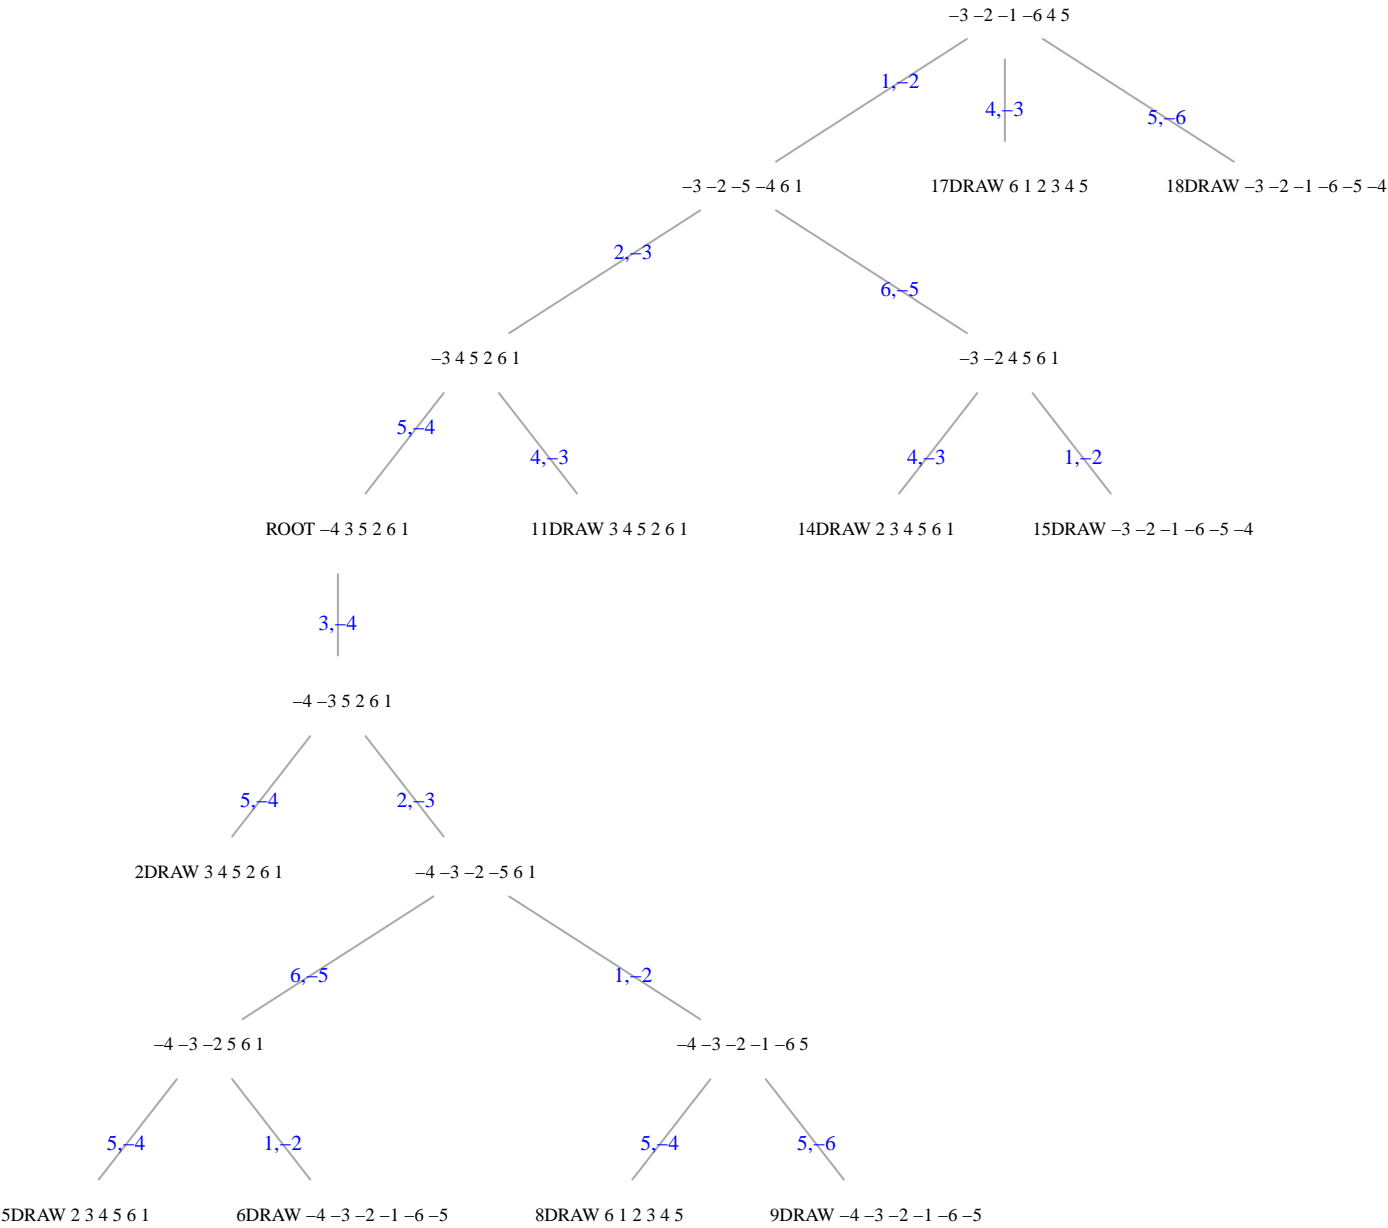 –3 –2 –1 –6 4 5
1,–2
4,–3
5,–6
–3 –2 –5 –4 6 1
17DRAW 6 1 2 3 4 5
18DRAW –3 –2 –1 –6 –5 –4
2,–3
6,–5
–3 4 5 2 6 1
–3 –2 4 5 6 1
5,–4
4,–3
4,–3
1,–2
ROOT –4 3 5 2 6 1
11DRAW 3 4 5 2 6 1
14DRAW 2 3 4 5 6 1
15DRAW –3 –2 –1 –6 –5 –4
3,–4
–4 –3 5 2 6 1
5,–4
2,–3
2DRAW 3 4 5 2 6 1
–4 –3 –2 –5 6 1
6,–5
1,–2
–4 –3 –2 5 6 1
–4 –3 –2 –1 –6 5
5,–4
1,–2
5,–4
5,–6
5DRAW 2 3 4 5 6 1
6DRAW –4 –3 –2 –1 –6 –5
8DRAW 6 1 2 3 4 5
9DRAW –4 –3 –2 –1 –6 –5